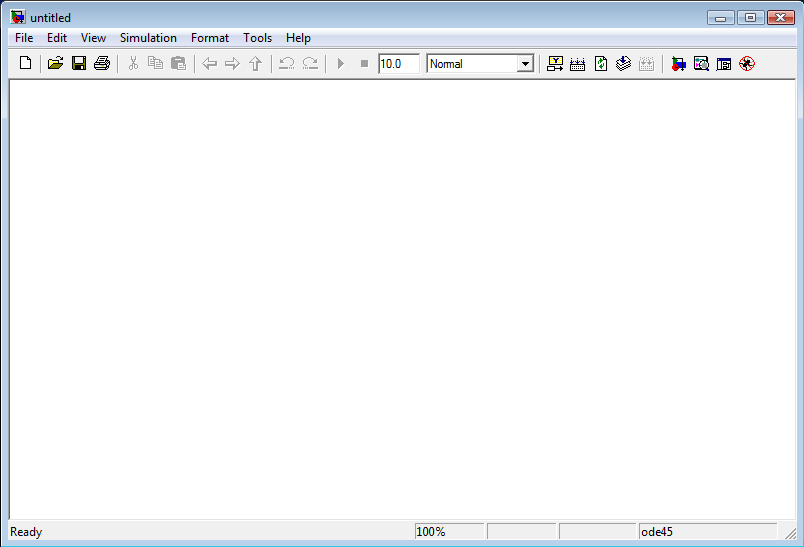 untitled
File Edit View Simulation Format Tools Help
10.0 Normal
Ready 100% ode45